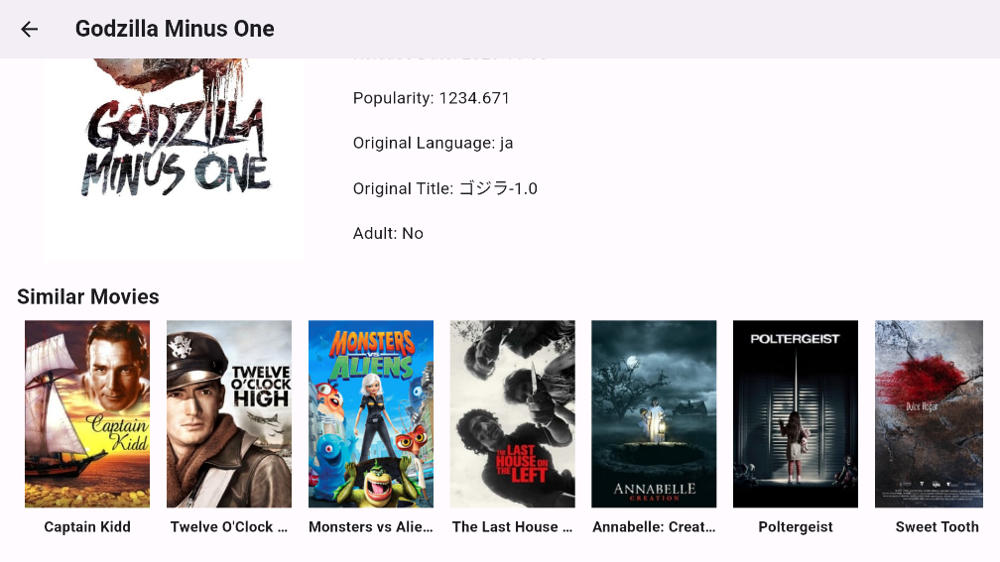 Godzilla Minus One
GODZILLA
MINUS ONE
Popularity: 1234.671
Original Language: ja
Original Title: ゴジラ-1.0
Adult: No
Similar Movies
Captain
Kidd
TWELVE
O'CLOCK
HIGH
MONSTERS
VS
ALIENS
THE LAST
HOUSE ON
THE LEFT
ANNABELLE
CREATION
POLTERGEIST
Dulce Hogar
Captain Kidd
Twelve O'Clock ...
Monsters vs Alie...
The Last House ...
Annabelle: Creat...
Poltergeist
Sweet Tooth